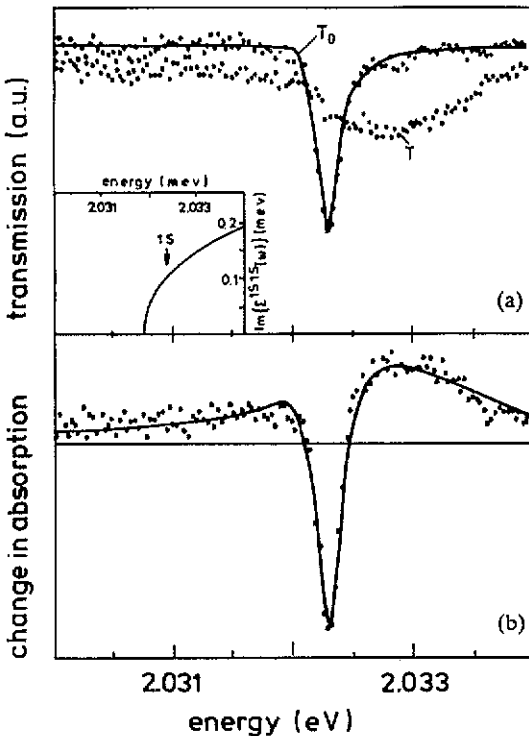 transmission (a.u.)
T₀
T
energy (meV)
2.031
2.033
1S
0.2
0.1
Im{Σ^{1S1S}(ω)} (meV)
(a)
change in absorption
(b)
2.031
2.033
energy (eV)